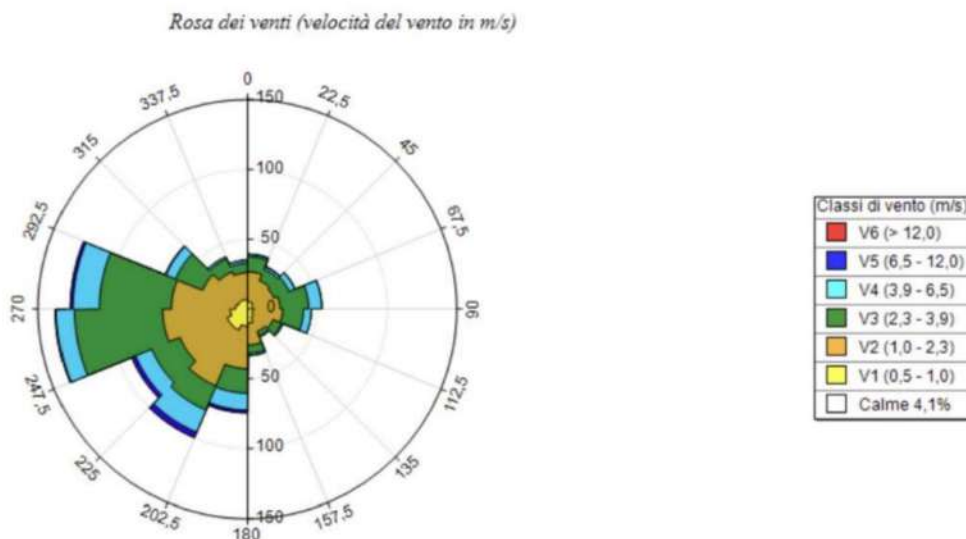 Rosa dei venti (velocità del vento in m/s)
0
22,5
45
67,5
90
112,5
135
157,5
180
202,5
225
247,5
270
292,5
315
337,5
150
100
50
0
50
100
150
Classi di vento (m/s)
V6 (> 12,0)
V5 (6,5 - 12,0)
V4 (3,9 - 6,5)
V3 (2,3 - 3,9)
V2 (1,0 - 2,3)
V1 (0,5 - 1,0)
Calme 4,1%